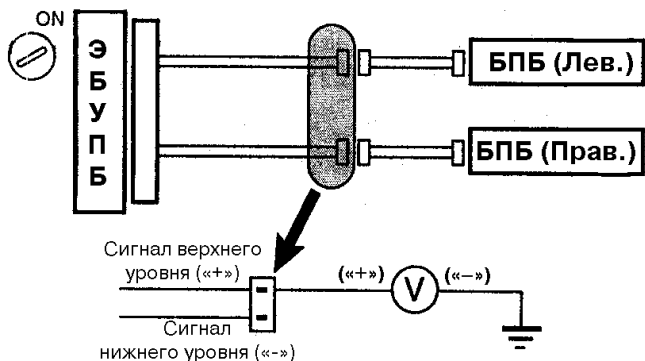 ON
Э
Б
У
П
Б
БПБ (Лев.)
БПБ (Прав.)
Сигнал верхнего
уровня («+»)
(«+»)
V
(«–»)
Сигнал
нижнего уровня («-»)